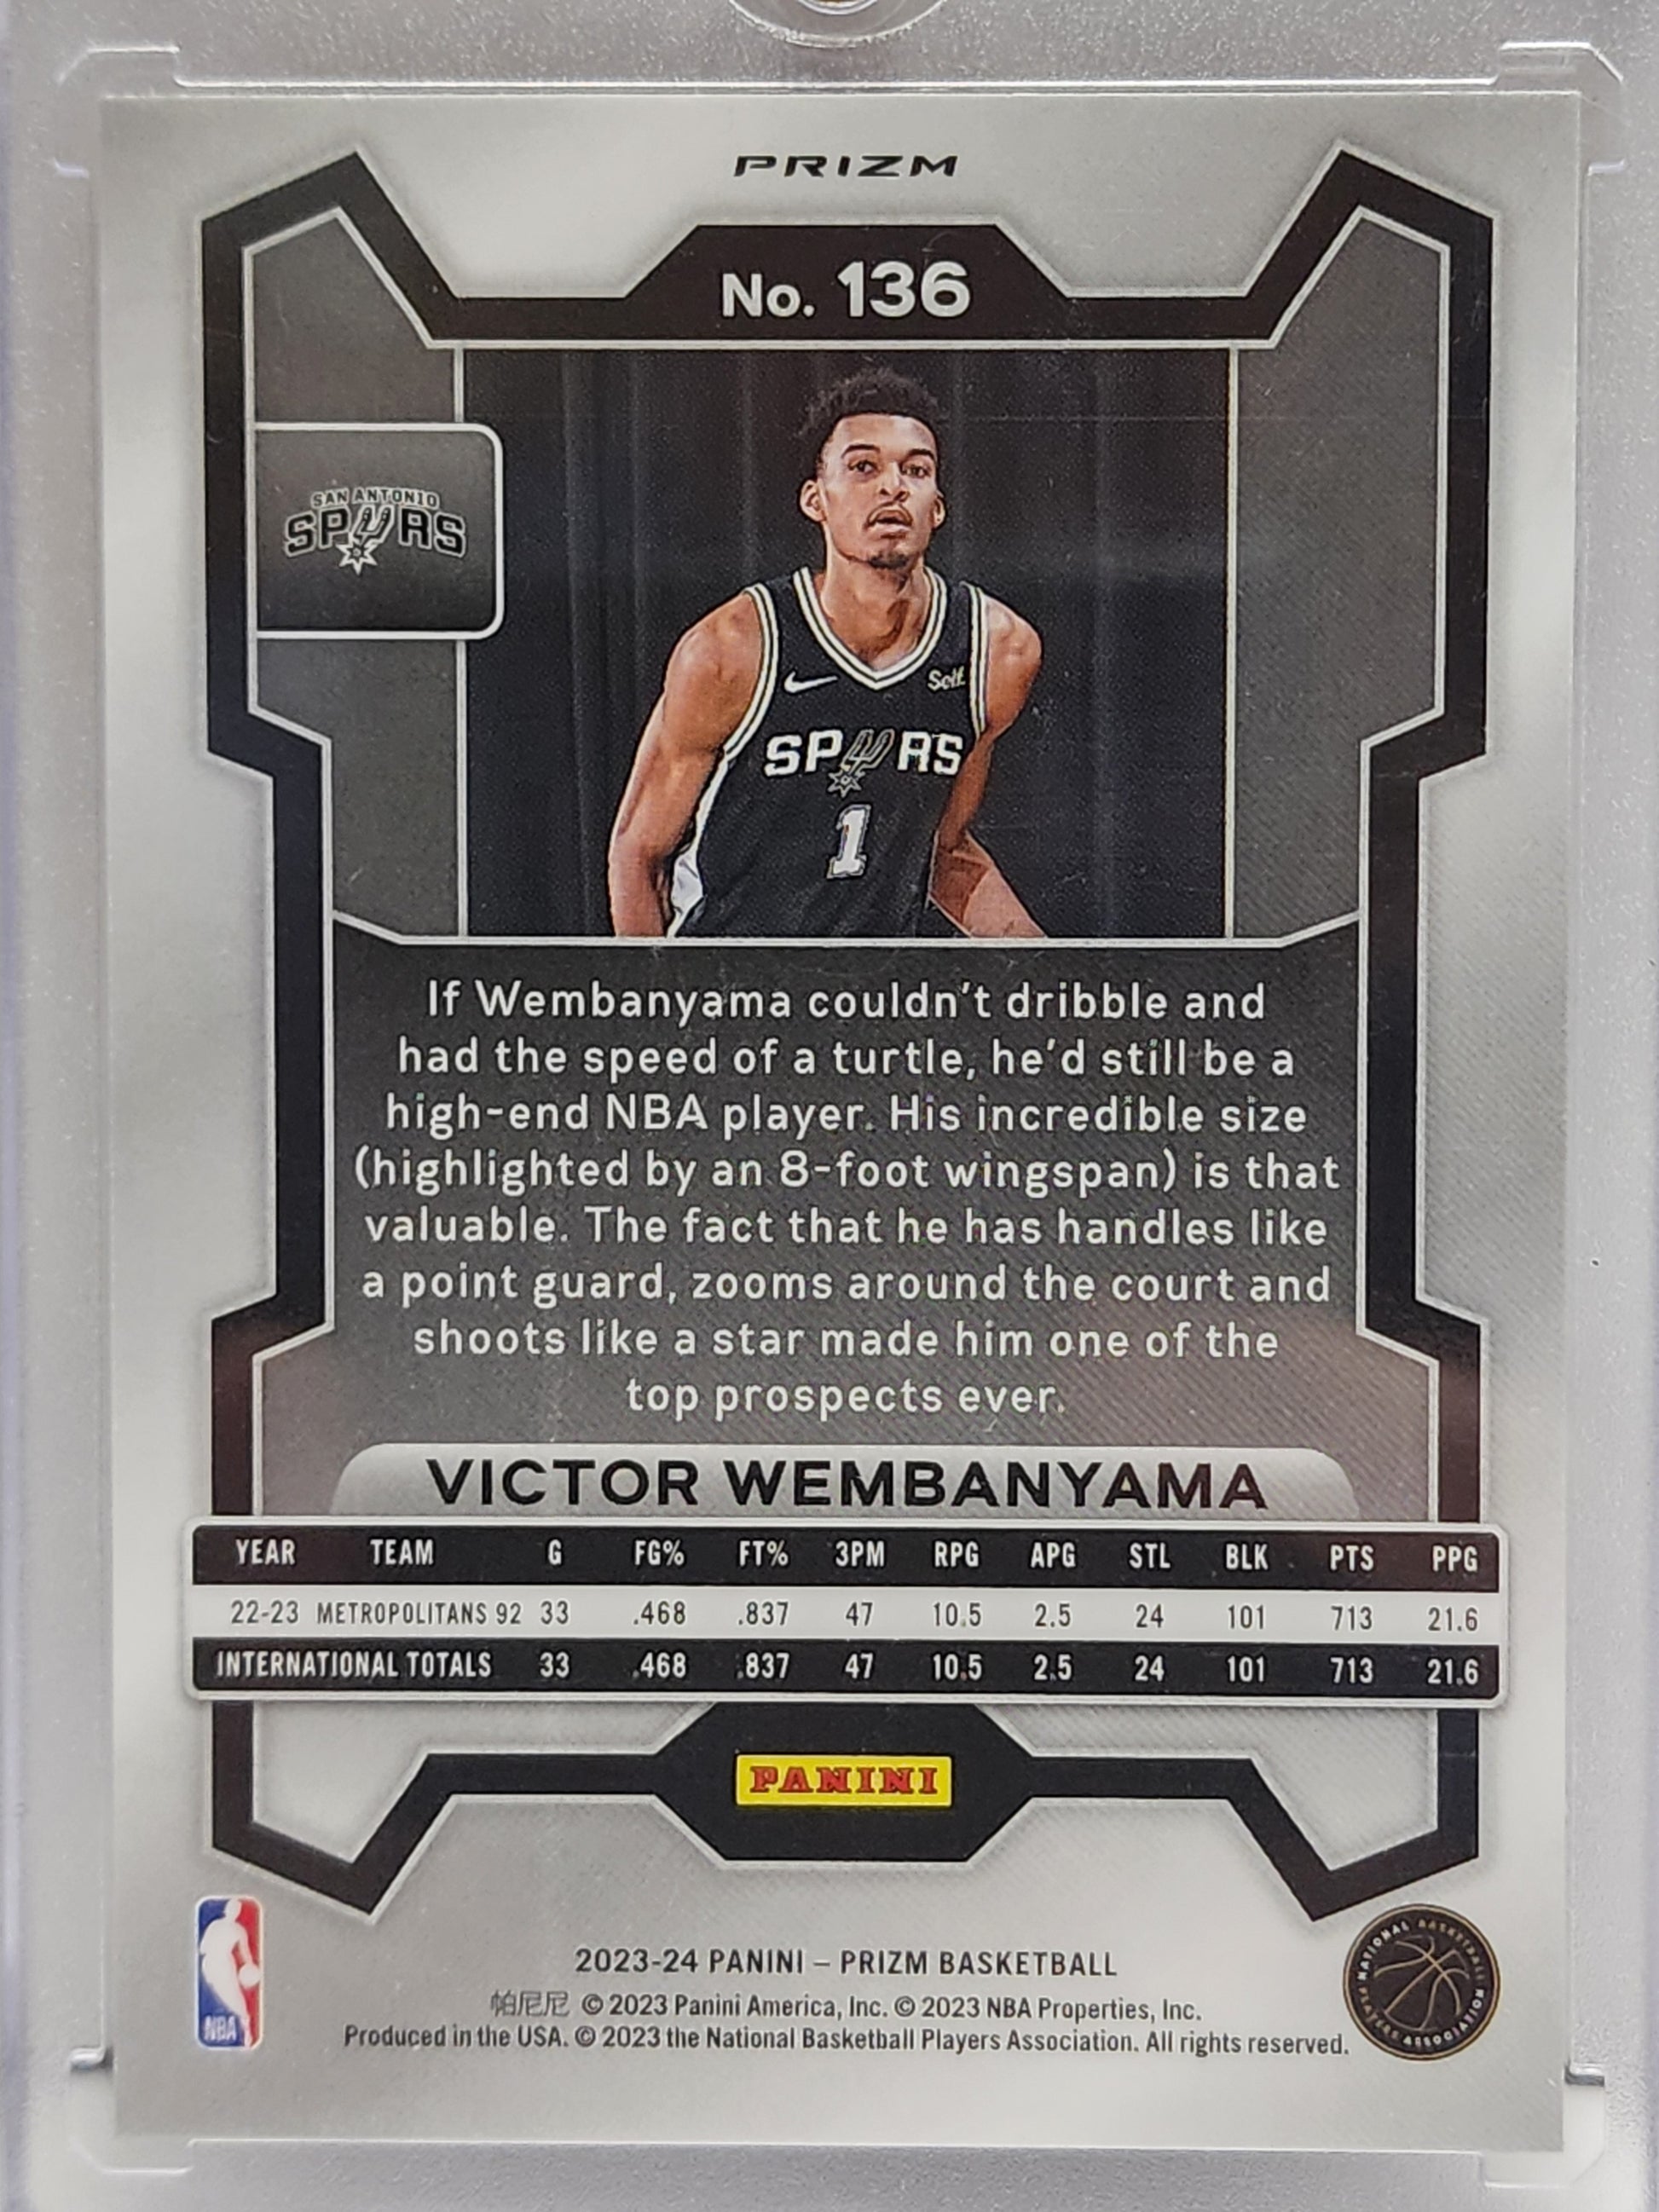 PRIZM
No. 136
SAN ANTONIO
SPURS
Self
SPURS
1
If Wembanyama couldn't dribble and
had the speed of a turtle, he'd still be a
high-end NBA player. His incredible size
(highlighted by an 8-foot wingspan) is that
valuable. The fact that he has handles like
a point guard, zooms around the court and
shoots like a star made him one of the
top prospects ever.
VICTOR WEMBANYAMA
YEAR TEAM G FG% FT% 3PM RPG APG STL BLK PTS PPG
22-23 METROPOLITANS 92 33 .468 .837 47 10.5 2.5 24 101 713 21.6
INTERNATIONAL TOTALS 33 .468 .837 47 10.5 2.5 24 101 713 21.6
PANINI
NBA
NATIONAL BASKETBALL PLAYERS ASSOCIATION
2023-24 PANINI – PRIZM BASKETBALL
帕尼尼 © 2023 Panini America, Inc. © 2023 NBA Properties, Inc.
Produced in the USA. © 2023 the National Basketball Players Association. All rights reserved.